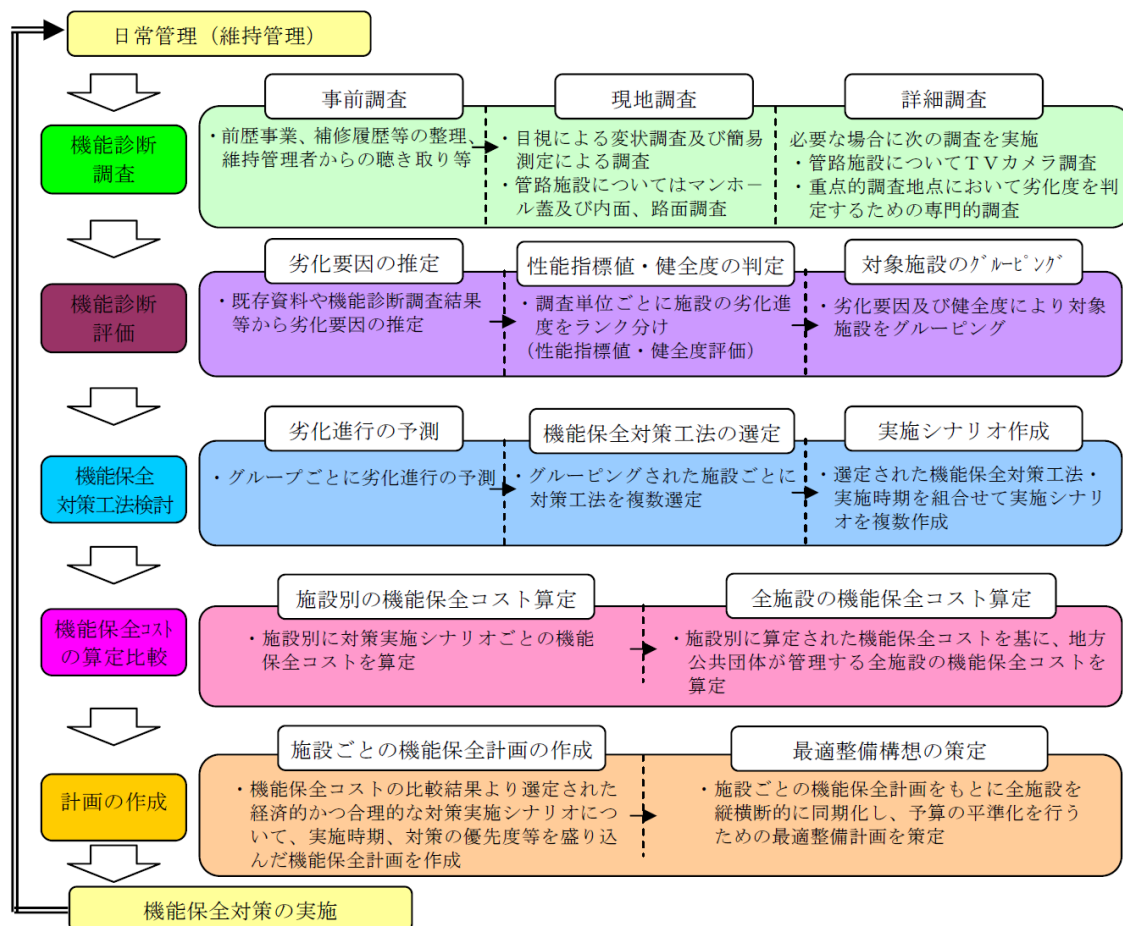 日常管理（維持管理）
機能診断
調査
事前調査
・前歴事業、補修履歴等の整理、
維持管理者からの聴き取り等
現地調査
・目視による変状調査及び簡易
測定による調査
・管路施設についてはマンホー
ル蓋及び内面、路面調査
詳細調査
必要な場合に次の調査を実施
・管路施設についてＴＶカメラ調査
・重点的調査地点において劣化度を判
定するための専門的調査
機能診断
評価
劣化要因の推定
・既存資料や機能診断調査結果
等から劣化要因の推定
性能指標値・健全度の判定
・調査単位ごとに施設の劣化進
度をランク分け
（性能指標値・健全度評価）
対象施設のｸﾞﾙｰﾋﾟﾝｸﾞ
・劣化要因及び健全度により対象
施設をグルーピング
機能保全
対策工法検討
劣化進行の予測
・グループごとに劣化進行の予測
機能保全対策工法の選定
・グルーピングされた施設ごとに
対策工法を複数選定
実施シナリオ作成
・選定された機能保全対策工法・
実施時期を組合せて実施シナリ
オを複数作成
機能保全ｺｽﾄ
の算定比較
施設別の機能保全コスト算定
・施設別に対策実施シナリオごとの機能
保全コストを算定
全施設の機能保全コスト算定
・施設別に算定された機能保全コストを基に、地方
公共団体が管理する全施設の機能保全コストを
算定
計画の作成
施設ごとの機能保全計画の作成
・機能保全コストの比較結果より選定された
経済的かつ合理的な対策実施シナリオにつ
いて、実施時期、対策の優先度等を盛り込
んだ機能保全計画を作成
最適整備構想の策定
・施設ごとの機能保全計画をもとに全施設を
縦横断的に同期化し、予算の平準化を行う
ための最適整備計画を策定
機能保全対策の実施